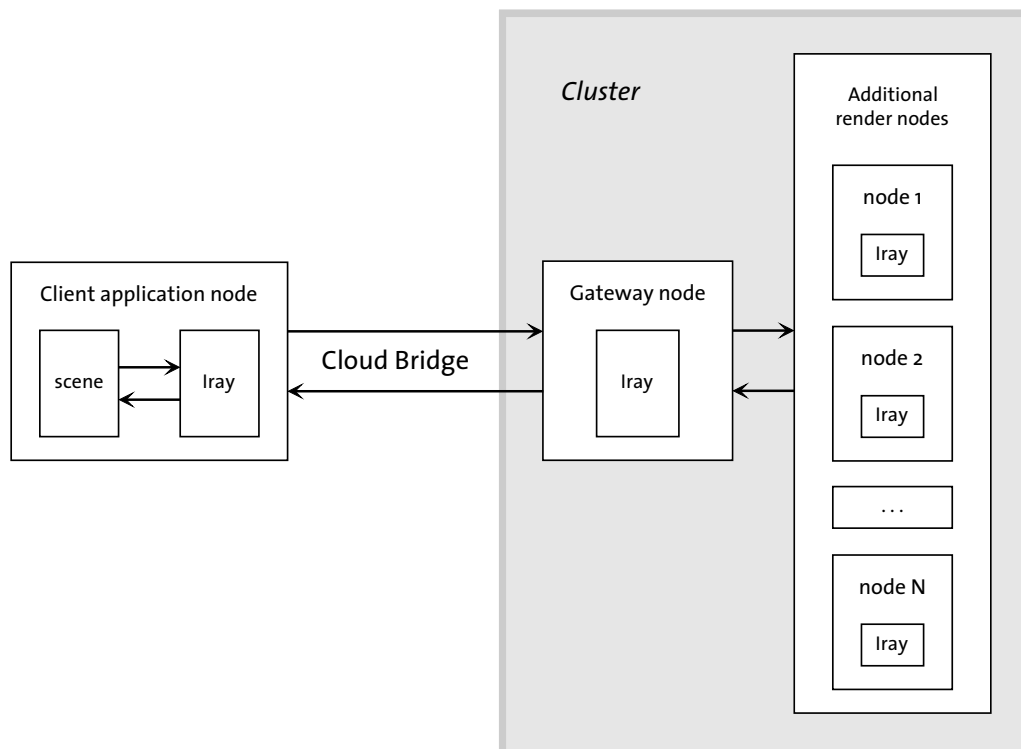 Cluster
Additional
render nodes
node 1
Iray
Client application node
scene
Iray
Cloud Bridge
Gateway node
Iray
node 2
Iray
...
node N
Iray